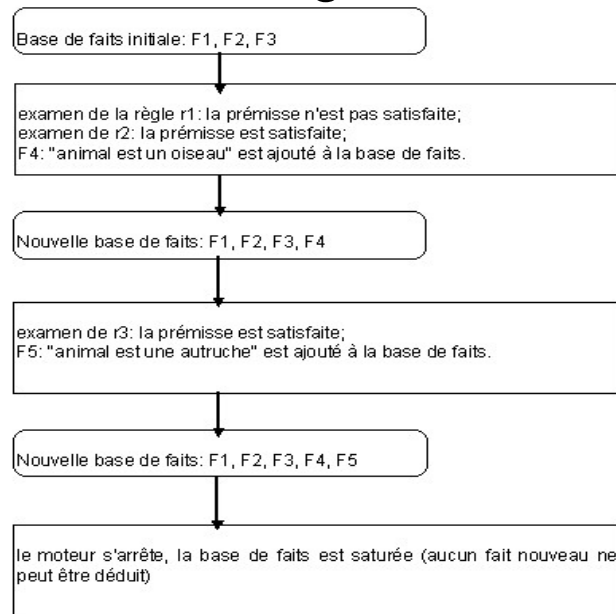 Base de faits initiale: F1, F2, F3
examen de la règle r1: la prémisse n'est pas satisfaite;
examen de r2: la prémisse est satisfaite;
F4: "animal est un oiseau" est ajouté à la base de faits.
Nouvelle base de faits: F1, F2, F3, F4
examen de r3: la prémisse est satisfaite;
F5: "animal est une autruche" est ajouté à la base de faits.
Nouvelle base de faits: F1, F2, F3, F4, F5
le moteur s'arrête, la base de faits est saturée (aucun fait nouveau ne
peut être déduit)